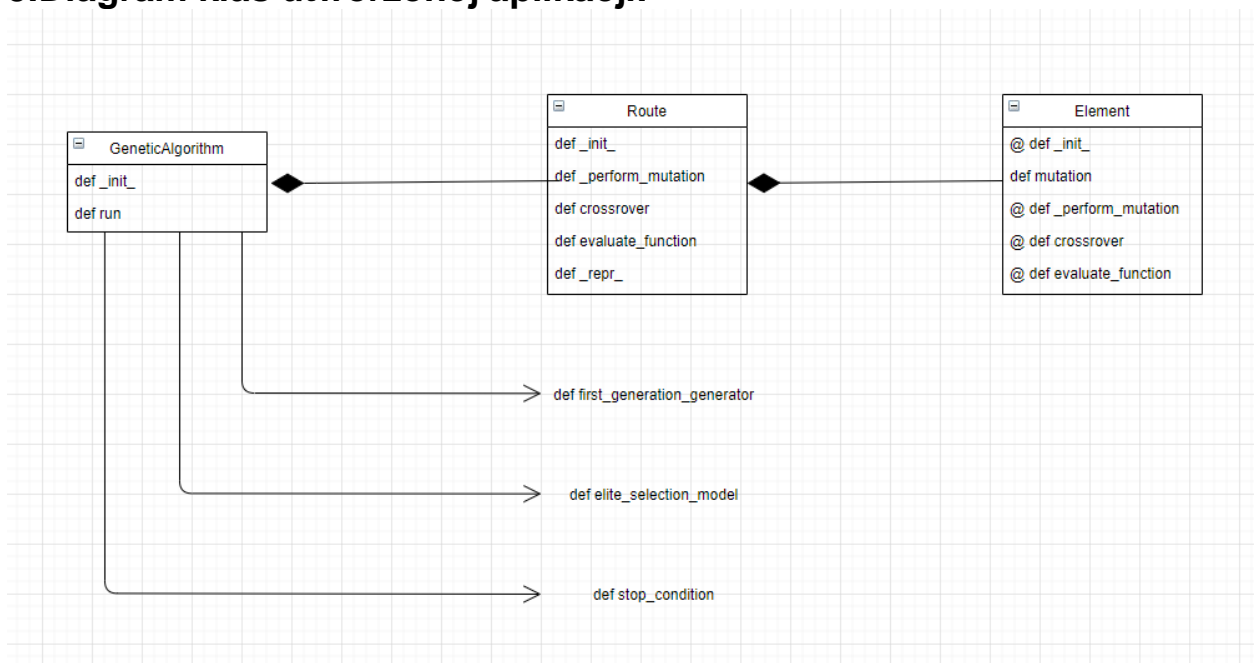 GeneticAlgorithm
def _init_
def run
Route
def _init_
def _perform_mutation
def crossrover
def evaluate_function
def _repr_
Element
@ def _init_
def mutation
@ def _perform_mutation
@ def crossrover
@ def evaluate_function
def first_generation_generator
def elite_selection_model
def stop_condition